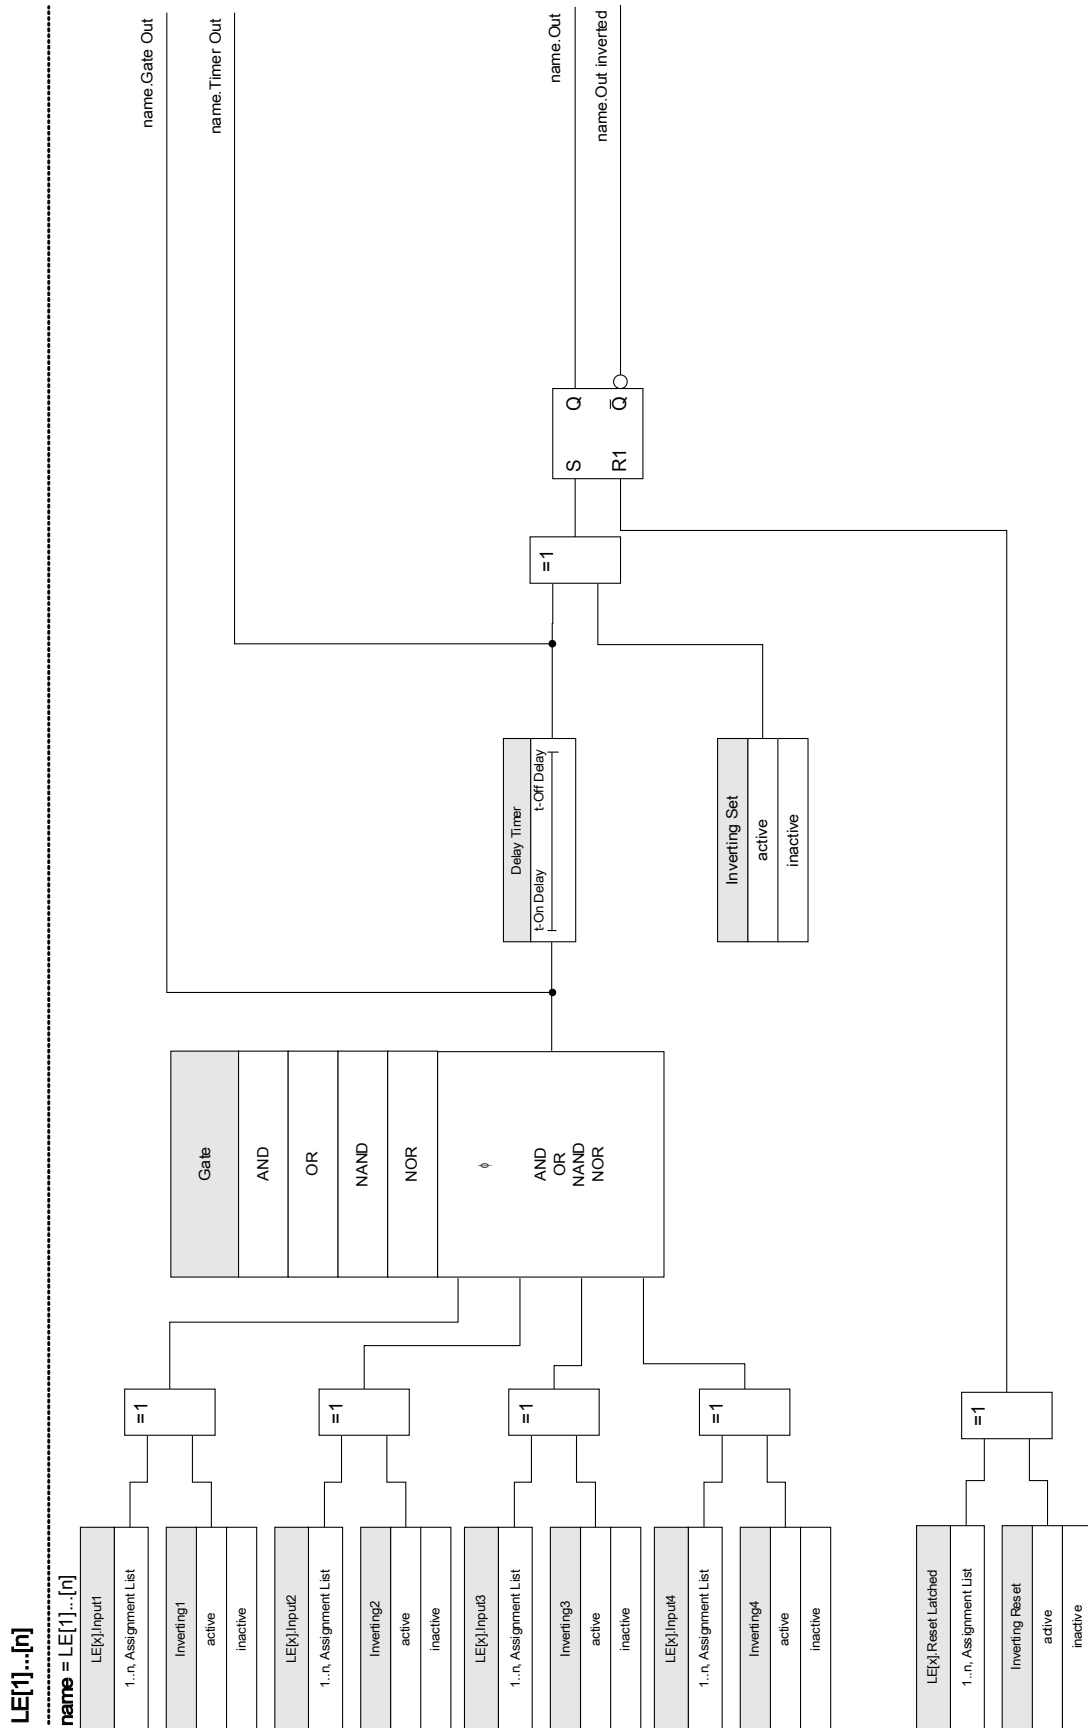 LE[1]...[n]
name = LE[1]...[n]
LE[x].Input1
1..n, Assignment List
Inverting1
active
inactive
=1
LE[x].Input2
1..n, Assignment List
Inverting2
active
inactive
=1
LE[x].Input3
1..n, Assignment List
Inverting3
active
inactive
=1
LE[x].Input4
1..n, Assignment List
Inverting4
active
inactive
=1
LE[x].Reset Latched
1..n, Assignment List
Inverting Reset
active
inactive
=1
Gate
AND
OR
NAND
NOR
ϕ
AND
OR
NAND
NOR
Delay Timer
t-On Delay
t-Off Delay
Inverting Set
active
inactive
=1
S Q
R1 Q̅
name.Gate Out
name.Timer Out
name.Out
name.Out inverted